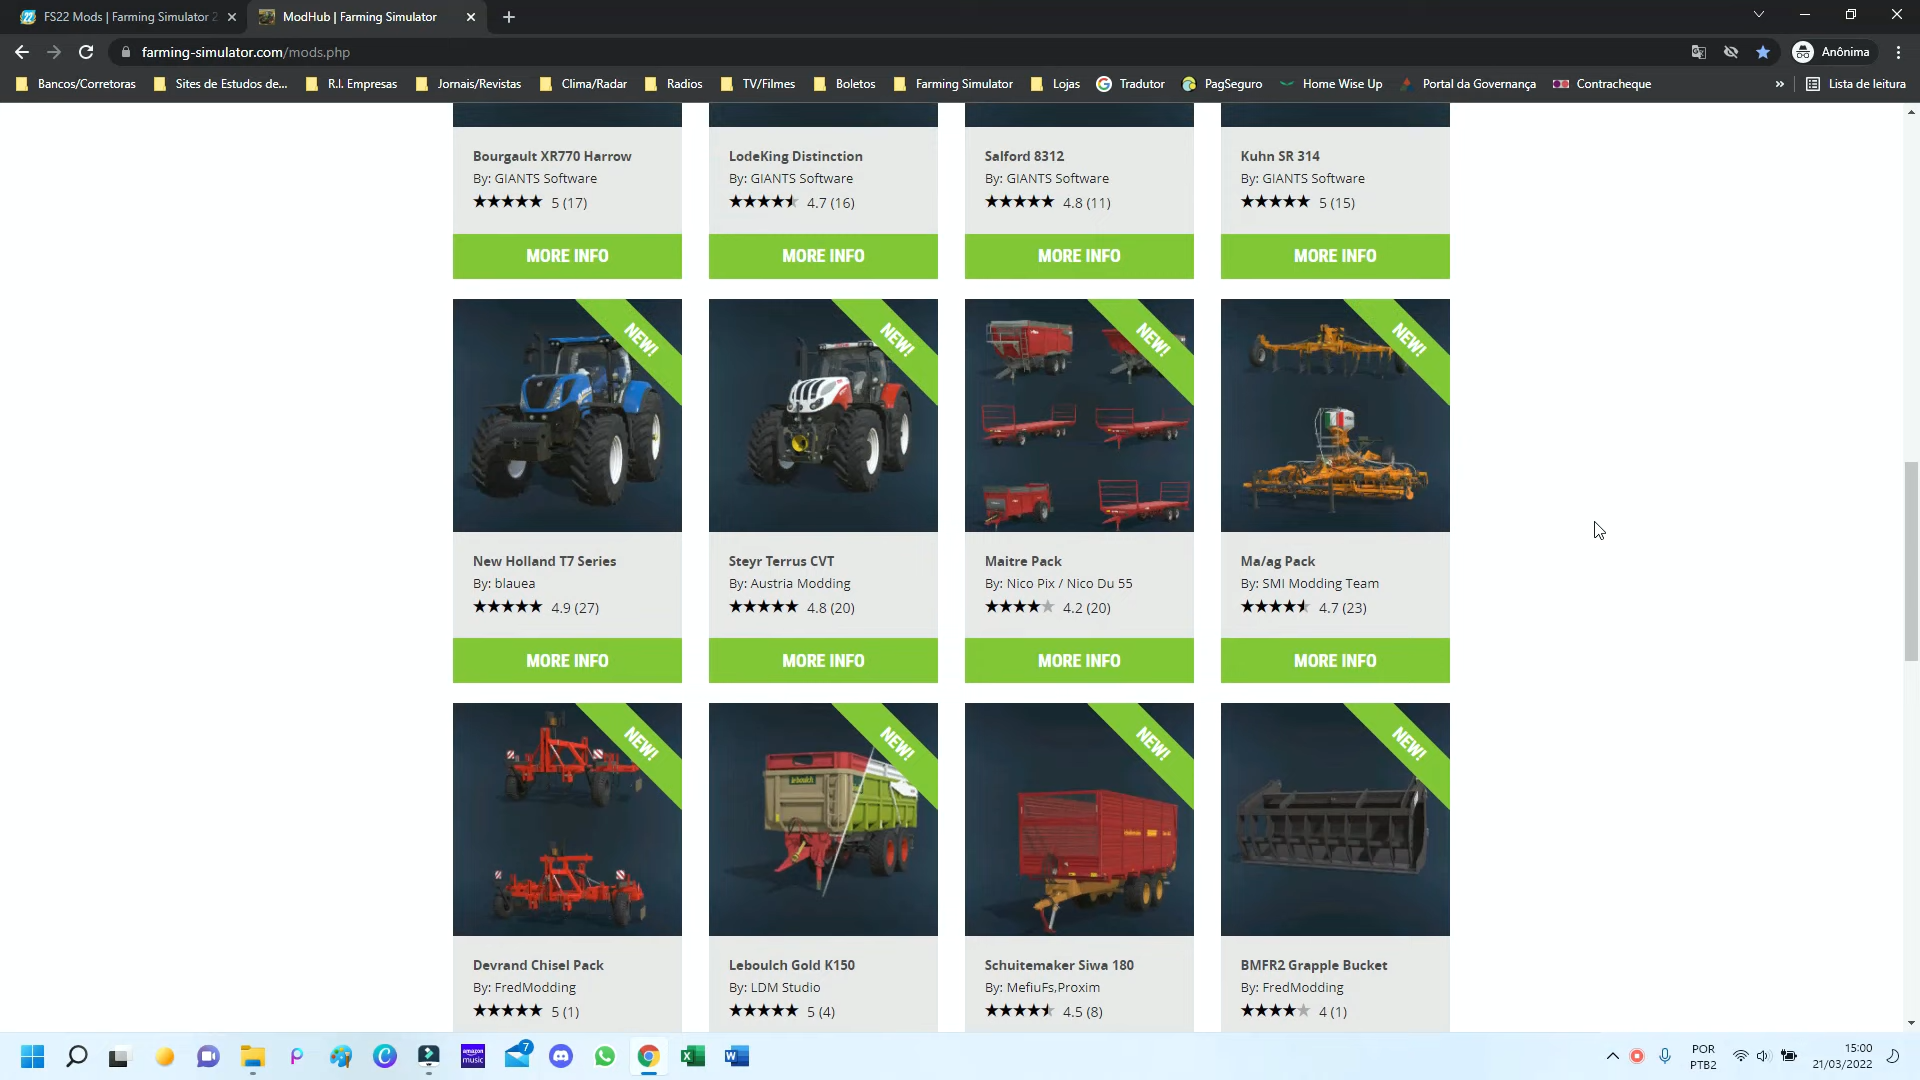 FS22 Mods | Farming Simulator 2
ModHub | Farming Simulator
farming-simulator.com/mods.php
Anônima
Bancos/Corretoras
Sites de Estudos de...
R.I. Empresas
Jornais/Revistas
Clima/Radar
Radios
TV/Filmes
Boletos
Farming Simulator
Lojas
Tradutor
PagSeguro
Home Wise Up
Portal da Governança
Contracheque
»
Lista de leitura
Bourgault XR770 Harrow
By: GIANTS Software
★★★★★ 5 (17)
MORE INFO
LodeKing Distinction
By: GIANTS Software
4.7 (16)
MORE INFO
Salford 8312
By: GIANTS Software
★★★★★ 4.8 (11)
MORE INFO
Kuhn SR 314
By: GIANTS Software
★★★★★ 5 (15)
MORE INFO
NEW!
New Holland T7 Series
By: blauea
★★★★★ 4.9 (27)
MORE INFO
NEW!
Steyr Terrus CVT
By: Austria Modding
★★★★★ 4.8 (20)
MORE INFO
NEW!
Maitre Pack
By: Nico Pix / Nico Du 55
★★★★★ 4.2 (20)
MORE INFO
NEW!
Ma/ag Pack
By: SMI Modding Team
4.7 (23)
MORE INFO
NEW!
Devrand Chisel Pack
By: FredModding
★★★★★ 5 (1)
NEW!
leboulch
Leboulch Gold K150
By: LDM Studio
★★★★★ 5 (4)
NEW!
Schuitemaker Siwa 180
By: MefiuFs,Proxim
4.5 (8)
NEW!
BMFR2 Grapple Bucket
By: FredModding
★★★★★ 4 (1)
amazon
music
7
POR
PTB2
15:00
21/03/2022